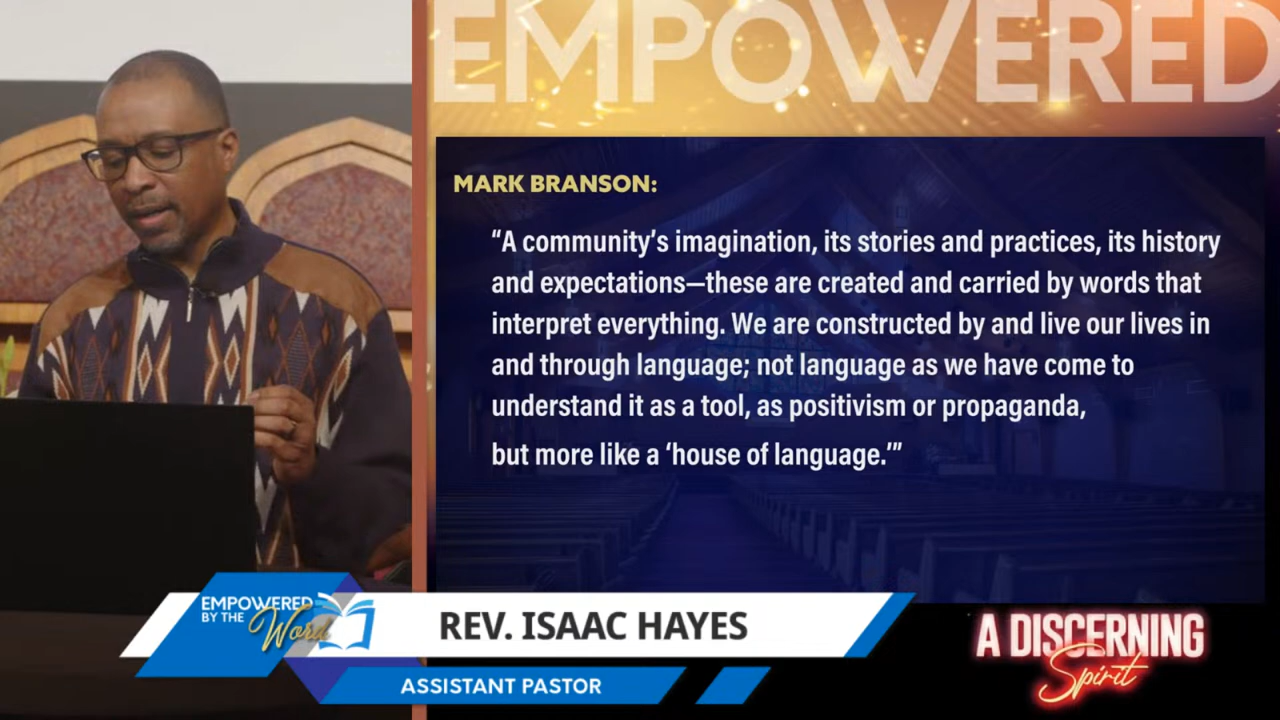 EMPOWERED
MARK BRANSON:
“A community’s imagination, its stories and practices, its history
and expectations—these are created and carried by words that
interpret everything. We are constructed by and live our lives in
and through language; not language as we have come to
understand it as a tool, as positivism or propaganda,
but more like a ‘house of language.’”
EMPOWERED
BY THE
Word
REV. ISAAC HAYES
ASSISTANT PASTOR
A DISCERNING
Spirit